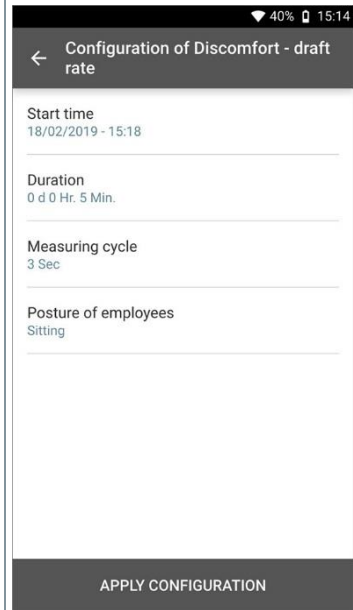 40% 15:14
Configuration of Discomfort - draft
rate
Start time
18/02/2019 - 15:18
Duration
0 d 0 Hr. 5 Min.
Measuring cycle
3 Sec
Posture of employees
Sitting
APPLY CONFIGURATION